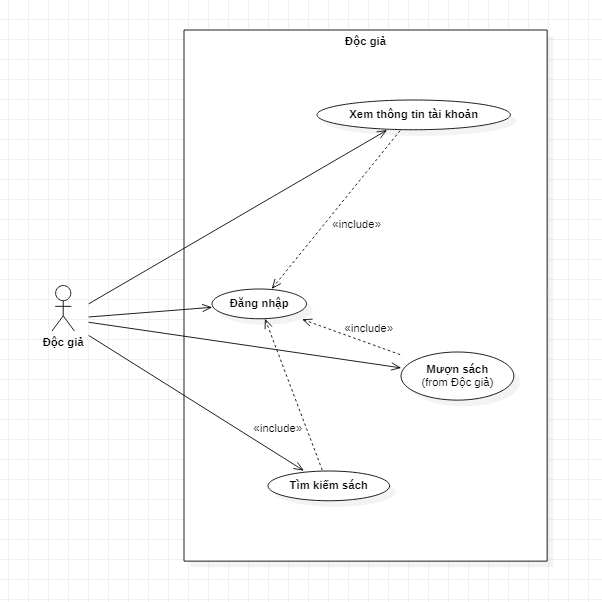 Độc giả
Xem thông tin tài khoản
«include»
Đăng nhập
«include»
Độc giả
Mượn sách
(from Độc giả)
«include»
Tìm kiếm sách